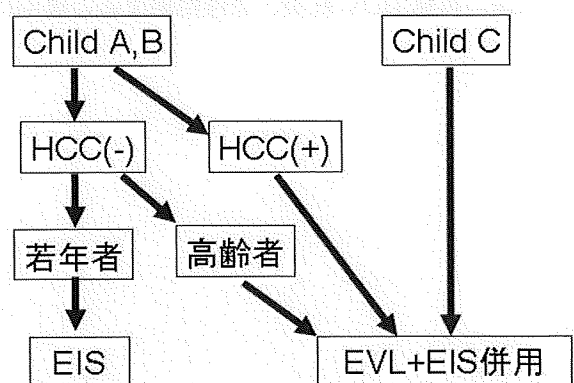 Child A,B
Child C
HCC(-)
HCC(+)
若年者
高齢者
EIS
EVL+EIS併用